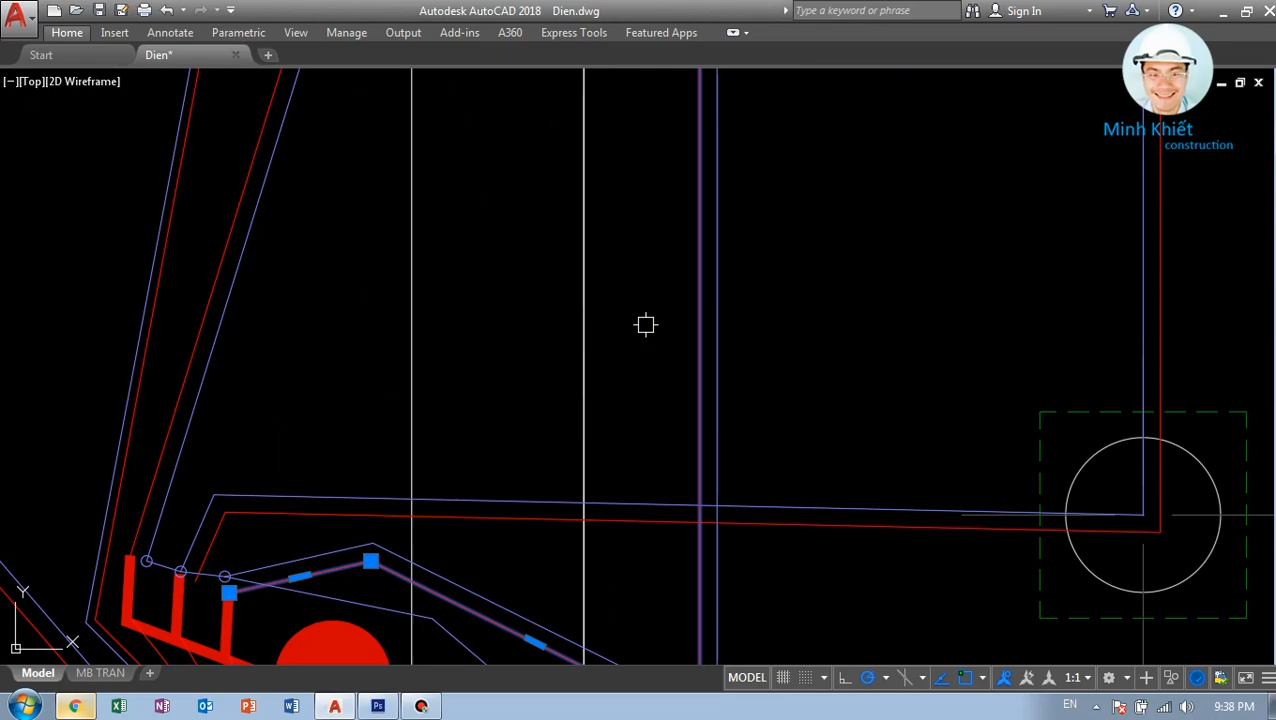 Autodesk AutoCAD 2018 Dien.dwg
Type a keyword or phrase
Sign In
Home Insert Annotate Parametric View Manage Output Add-ins A360 Express Tools Featured Apps
Start Dien*
[−][Top][2D Wireframe]
Minh Khiết
construction
Y
X
Model MB TRAN
MODEL
1:1
EN
9:38 PM